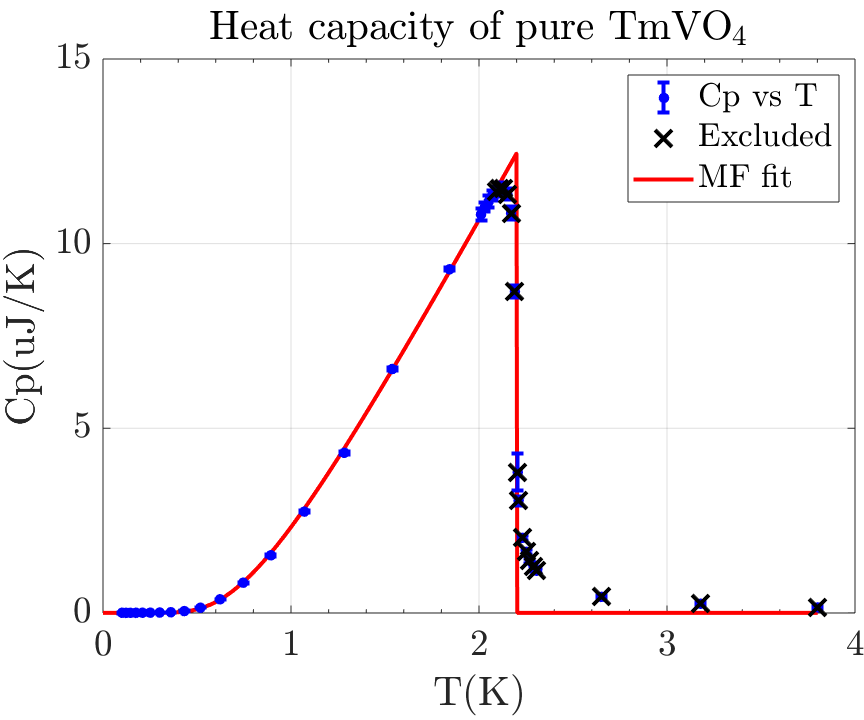 Heat capacity of pure TmVO₄
15
10
5
0
Cp(uJ/K)
Cp vs T
Excluded
MF fit
0 1 2 3 4
T(K)